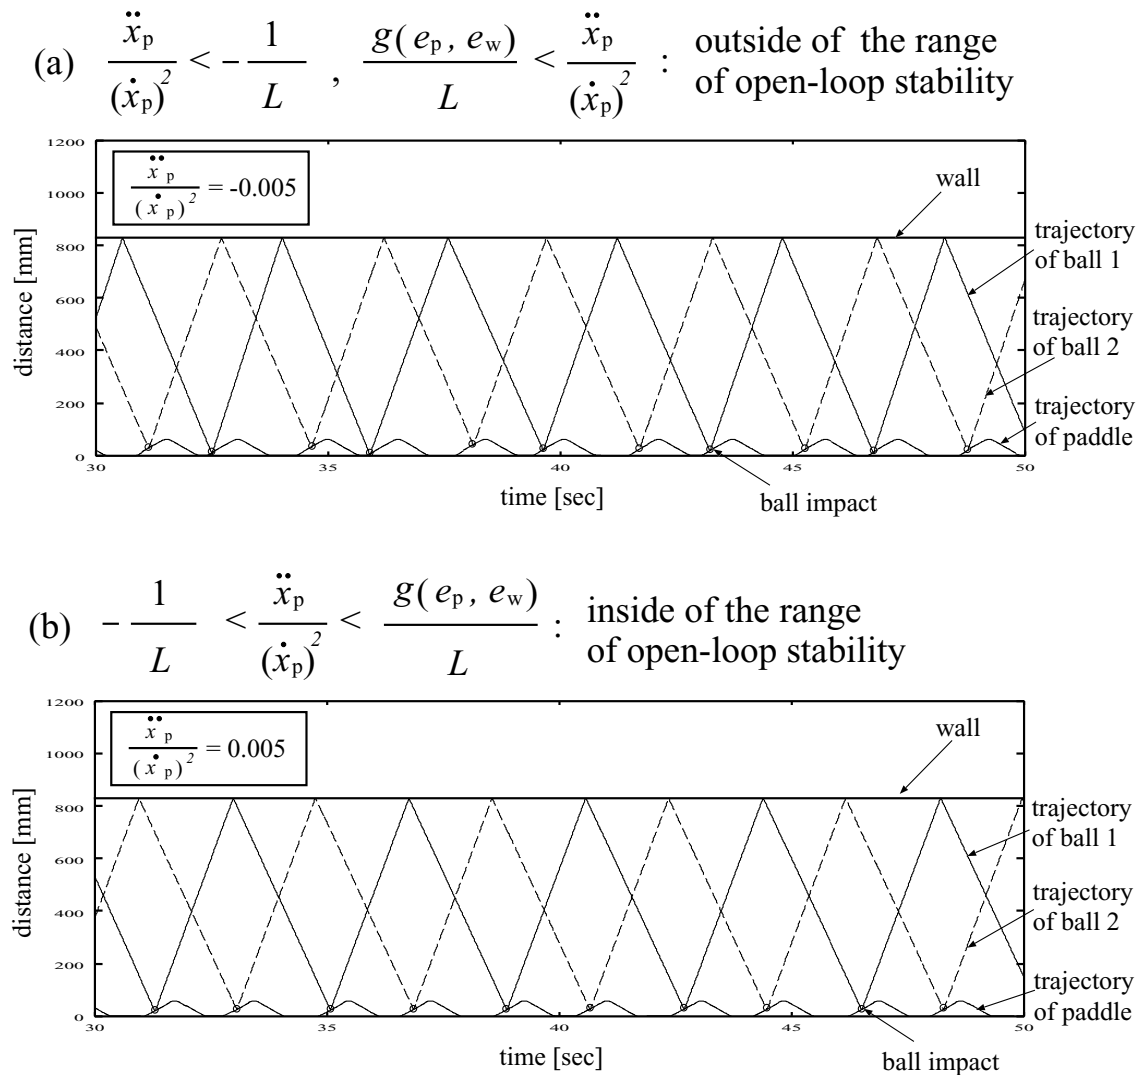 (a) ẍp / (ẋp)² < - 1 / L , g(ep, ew) / L < ẍp / (ẋp)² : outside of the range
of open-loop stability
1200
1000
800
600
400
200
0
distance [mm]
ẍp / (ẋp)² = -0.005
wall
trajectory
of ball 1
trajectory
of ball 2
trajectory
of paddle
30 35 40 45 50
time [sec]
ball impact
(b) - 1 / L < ẍp / (ẋp)² < g(ep, ew) / L : inside of the range
of open-loop stability
1200
1000
800
600
400
200
0
distance [mm]
ẍp / (ẋp)² = 0.005
wall
trajectory
of ball 1
trajectory
of ball 2
trajectory
of paddle
30 35 40 45 50
time [sec]
ball impact